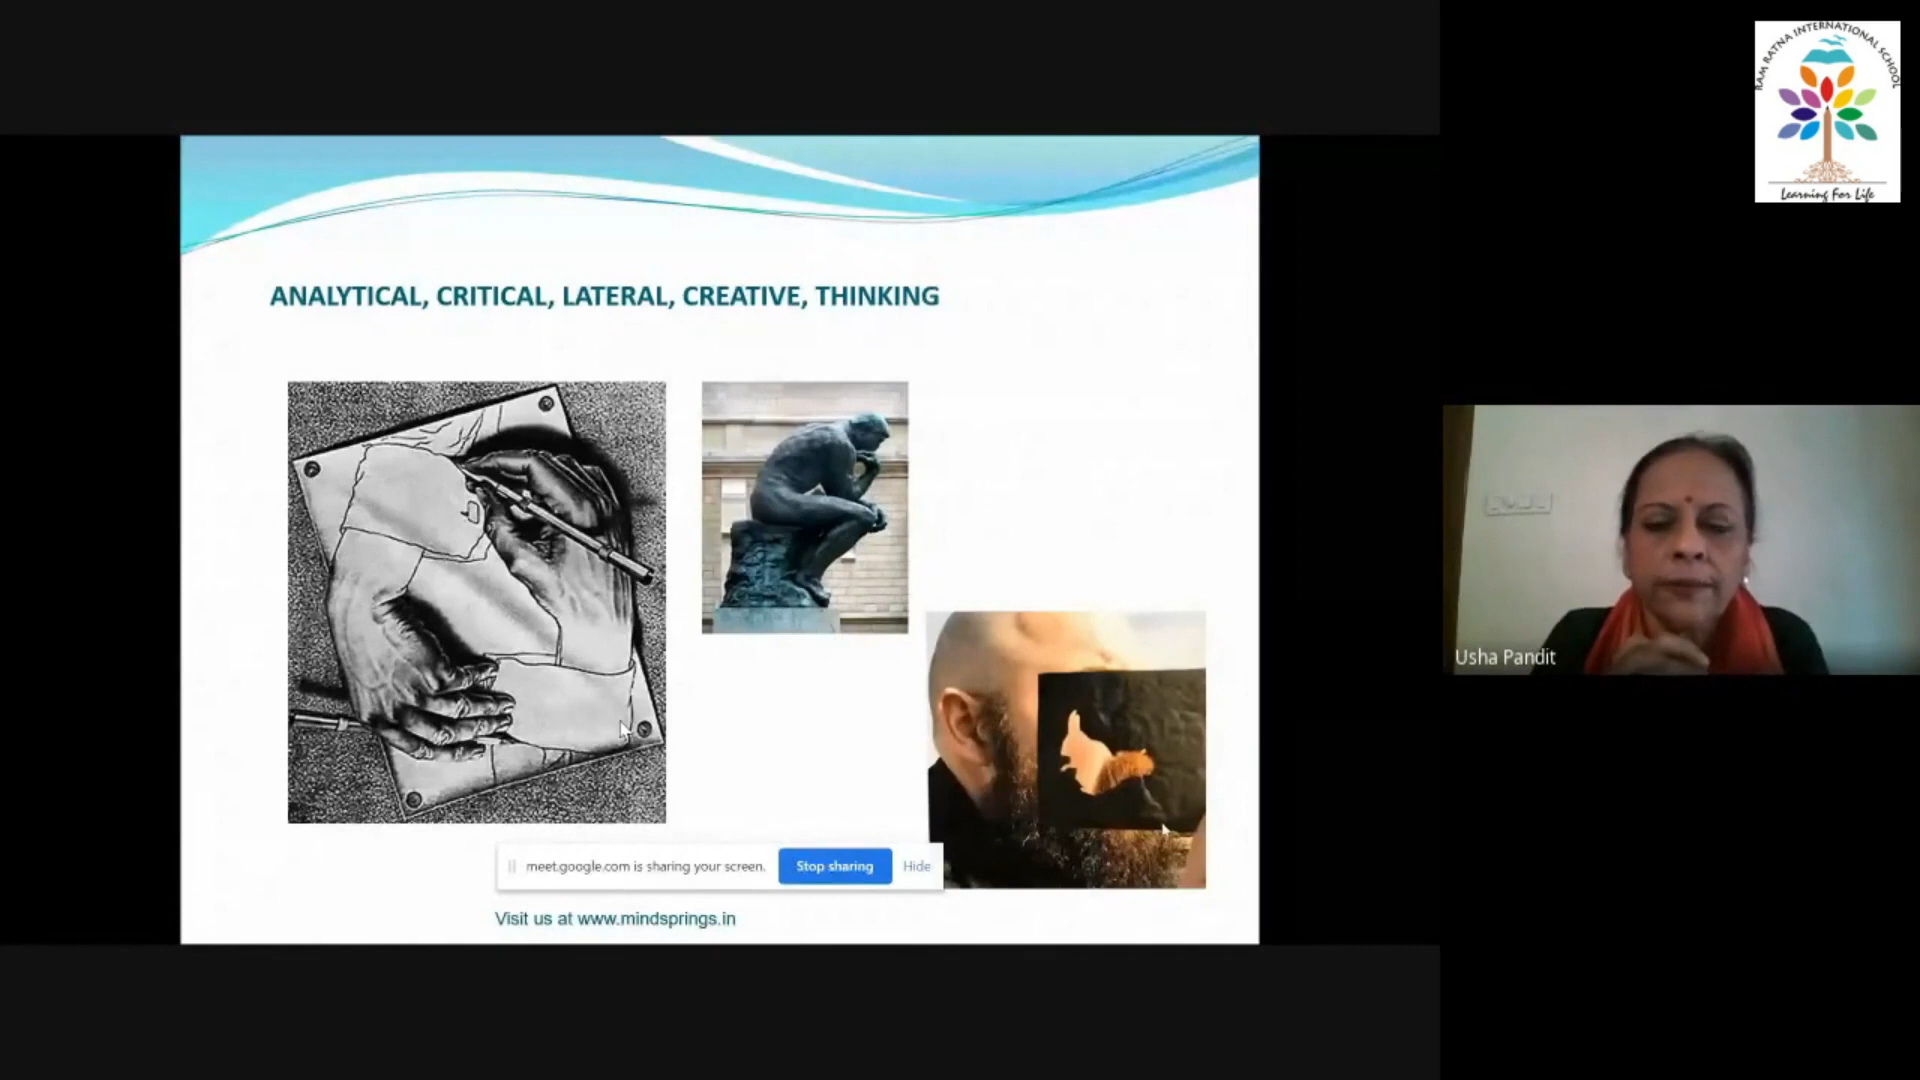 RAM RATNA INTERNATIONAL SCHOOL
Learning For Life
ANALYTICAL, CRITICAL, LATERAL, CREATIVE, THINKING
meet.google.com is sharing your screen. Stop sharing Hide
Visit us at www.mindsprings.in
Usha Pandit